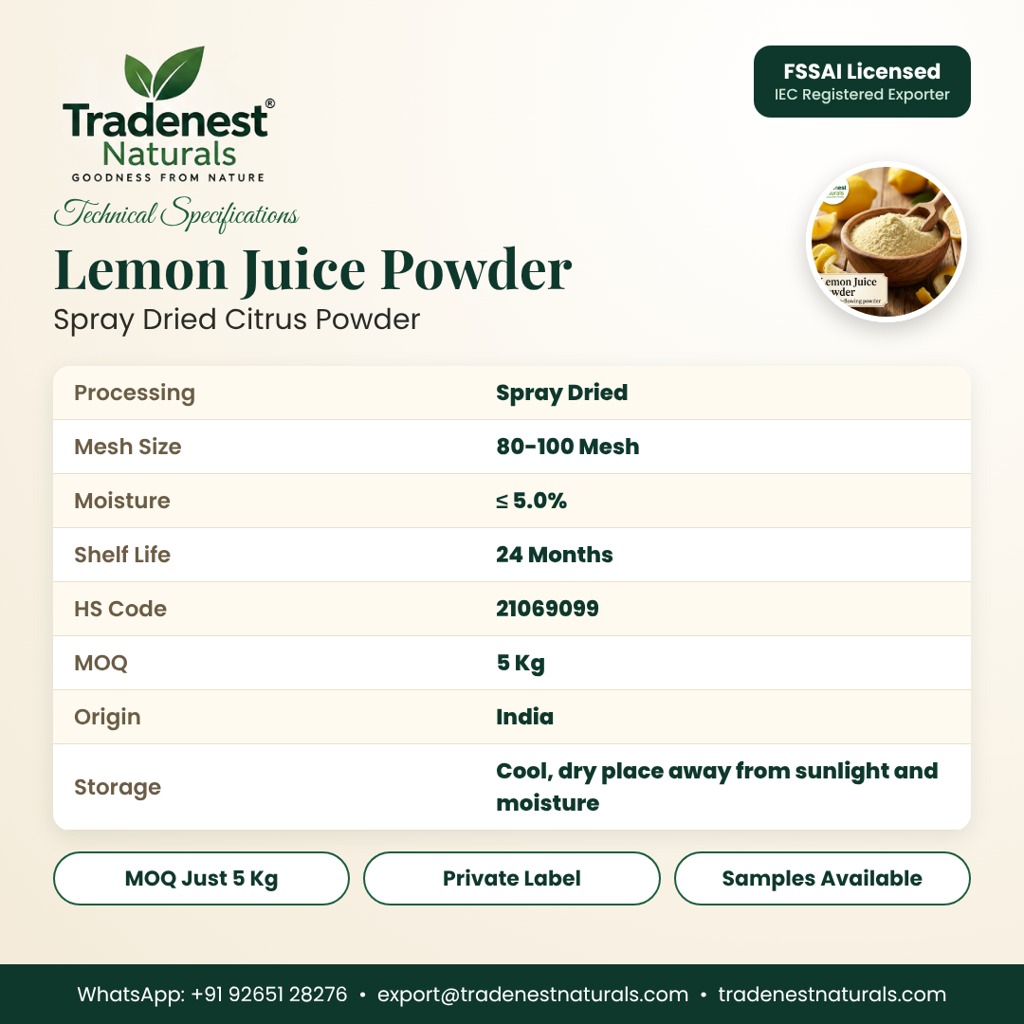 Tradenest®
Naturals
GOODNESS FROM NATURE
FSSAI Licensed
IEC Registered Exporter
Technical Specifications
Lemon Juice Powder
Spray Dried Citrus Powder
Lemon Juice
Powder
Processing Spray Dried
Mesh Size 80-100 Mesh
Moisture ≤ 5.0%
Shelf Life 24 Months
HS Code 21069099
MOQ 5 Kg
Origin India
Storage Cool, dry place away from sunlight and
moisture
MOQ Just 5 Kg
Private Label
Samples Available
WhatsApp: +91 92651 28276 • export@tradenestnaturals.com • tradenestnaturals.com